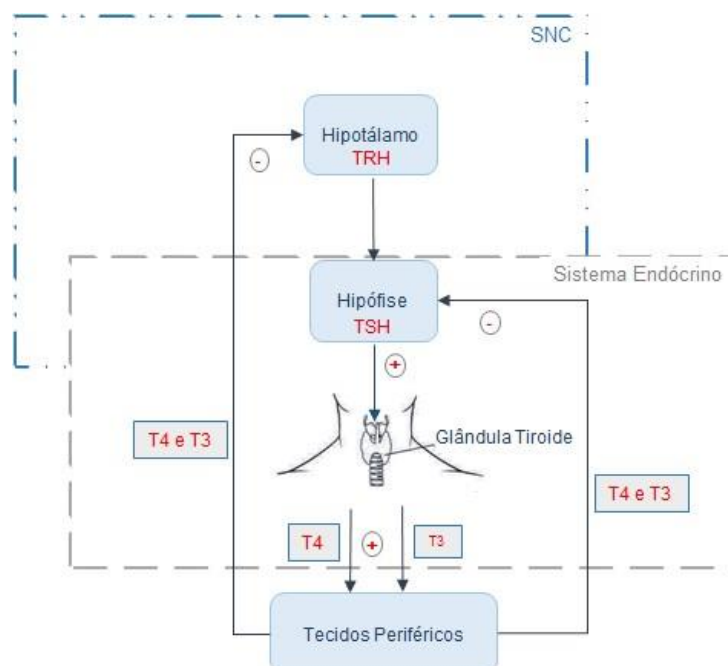 SNC
Hipotálamo
TRH
-
Sistema Endócrino
Hipófise
TSH
-
+
T4 e T3
Glândula Tiroide
T4 e T3
T4
+
T3
Tecidos Periféricos